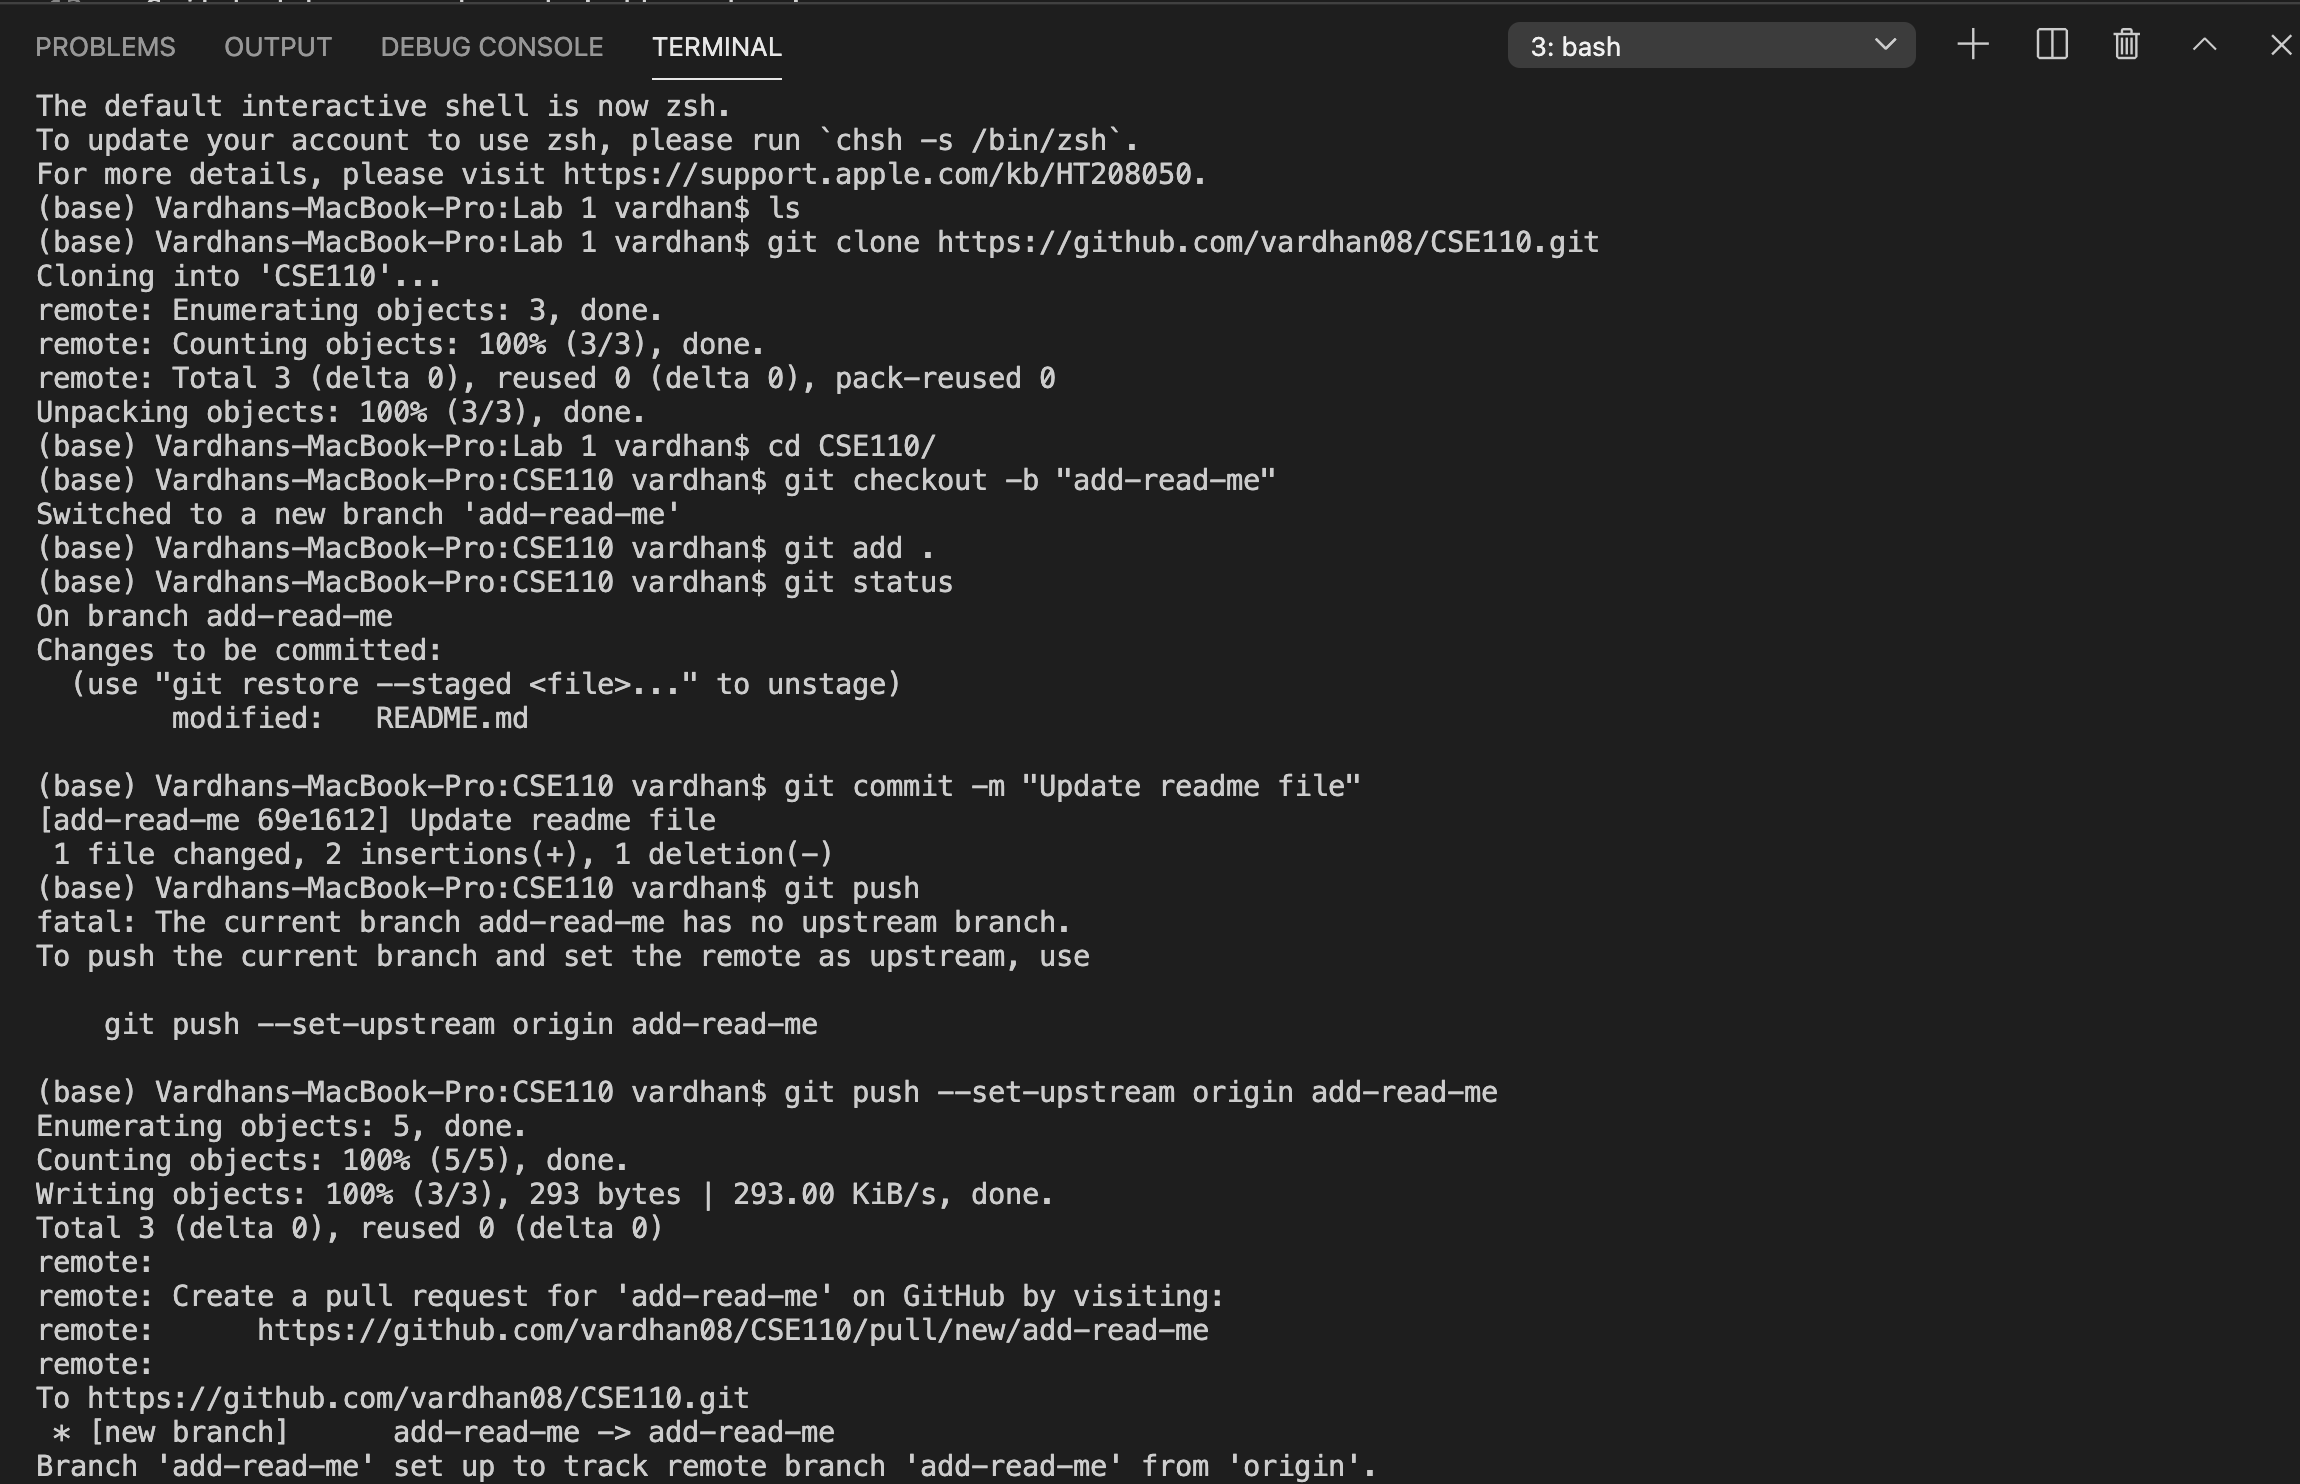 PROBLEMS OUTPUT DEBUG CONSOLE TERMINAL 3: bash
The default interactive shell is now zsh.
To update your account to use zsh, please run `chsh -s /bin/zsh`.
For more details, please visit https://support.apple.com/kb/HT208050.
(base) Vardhans-MacBook-Pro:Lab 1 vardhan$ ls
(base) Vardhans-MacBook-Pro:Lab 1 vardhan$ git clone https://github.com/vardhan08/CSE110.git
Cloning into 'CSE110'...
remote: Enumerating objects: 3, done.
remote: Counting objects: 100% (3/3), done.
remote: Total 3 (delta 0), reused 0 (delta 0), pack-reused 0
Unpacking objects: 100% (3/3), done.
(base) Vardhans-MacBook-Pro:Lab 1 vardhan$ cd CSE110/
(base) Vardhans-MacBook-Pro:CSE110 vardhan$ git checkout -b "add-read-me"
Switched to a new branch 'add-read-me'
(base) Vardhans-MacBook-Pro:CSE110 vardhan$ git add .
(base) Vardhans-MacBook-Pro:CSE110 vardhan$ git status
On branch add-read-me
Changes to be committed:
  (use "git restore --staged <file>..." to unstage)
        modified:   README.md

(base) Vardhans-MacBook-Pro:CSE110 vardhan$ git commit -m "Update readme file"
[add-read-me 69e1612] Update readme file
 1 file changed, 2 insertions(+), 1 deletion(-)
(base) Vardhans-MacBook-Pro:CSE110 vardhan$ git push
fatal: The current branch add-read-me has no upstream branch.
To push the current branch and set the remote as upstream, use

    git push --set-upstream origin add-read-me

(base) Vardhans-MacBook-Pro:CSE110 vardhan$ git push --set-upstream origin add-read-me
Enumerating objects: 5, done.
Counting objects: 100% (5/5), done.
Writing objects: 100% (3/3), 293 bytes | 293.00 KiB/s, done.
Total 3 (delta 0), reused 0 (delta 0)
remote:
remote: Create a pull request for 'add-read-me' on GitHub by visiting:
remote:      https://github.com/vardhan08/CSE110/pull/new/add-read-me
remote:
To https://github.com/vardhan08/CSE110.git
 * [new branch]      add-read-me -> add-read-me
Branch 'add-read-me' set up to track remote branch 'add-read-me' from 'origin'.